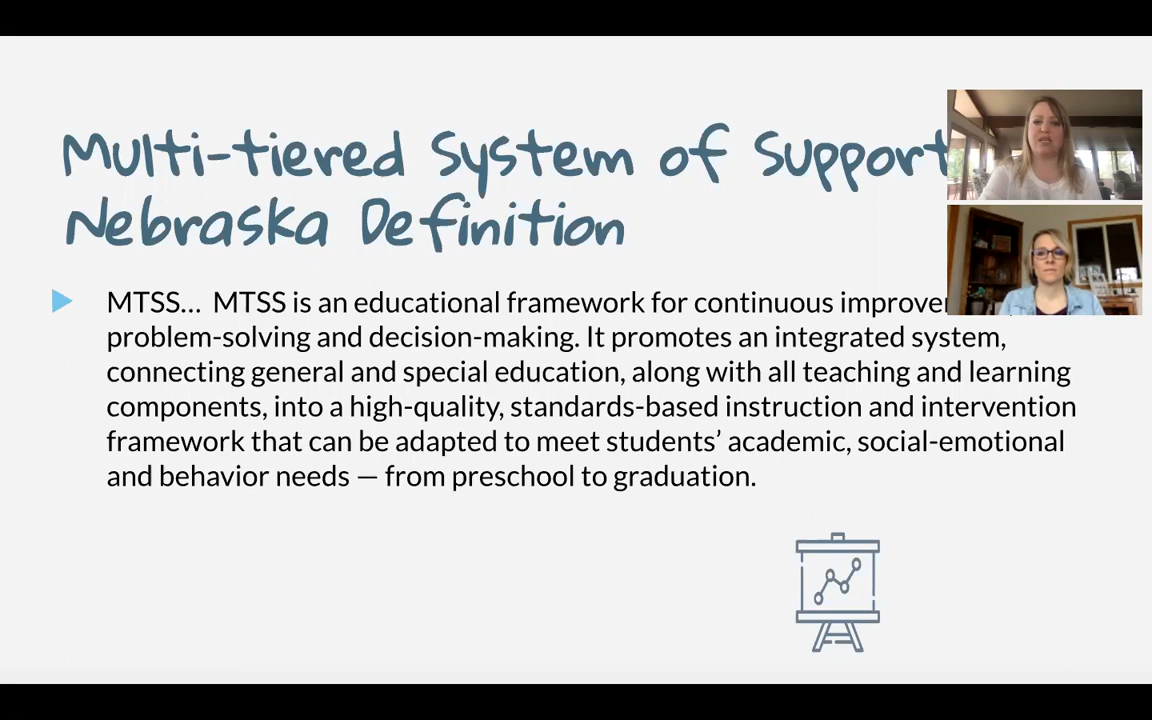 Multi-tiered System of Support
Nebraska Definition
MTSS... MTSS is an educational framework for continuous
problem-solving and decision-making. It promotes an integrated system,
connecting general and special education, along with all teaching and learning
components, into a high-quality, standards-based instruction and intervention
framework that can be adapted to meet students’ academic, social-emotional
and behavior needs — from preschool to graduation.